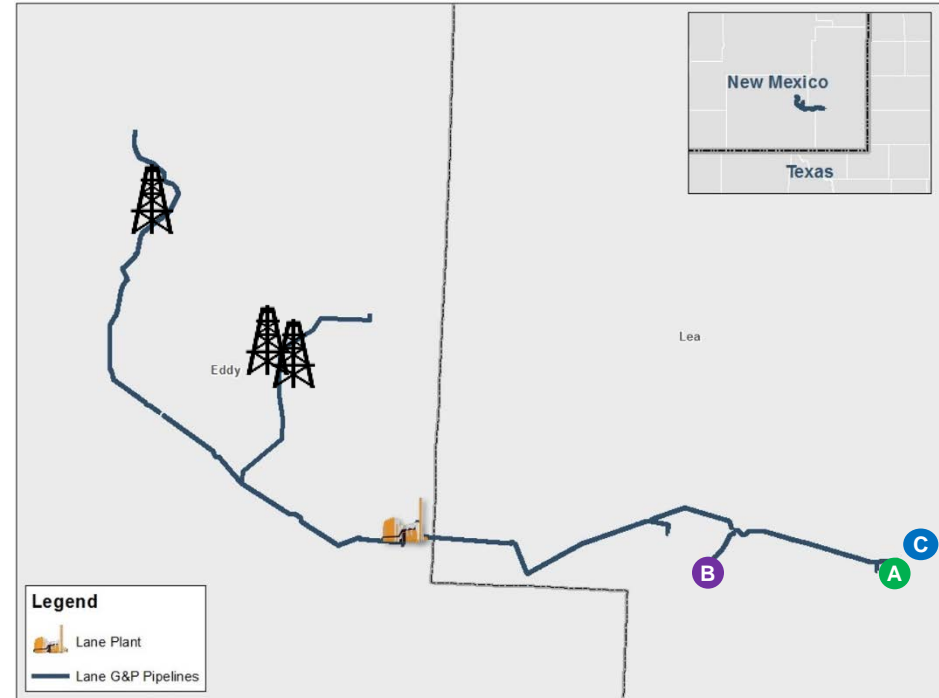 New Mexico
Texas
Lea
Eddy
C
B
A
Legend
Lane Plant
Lane G&P Pipelines